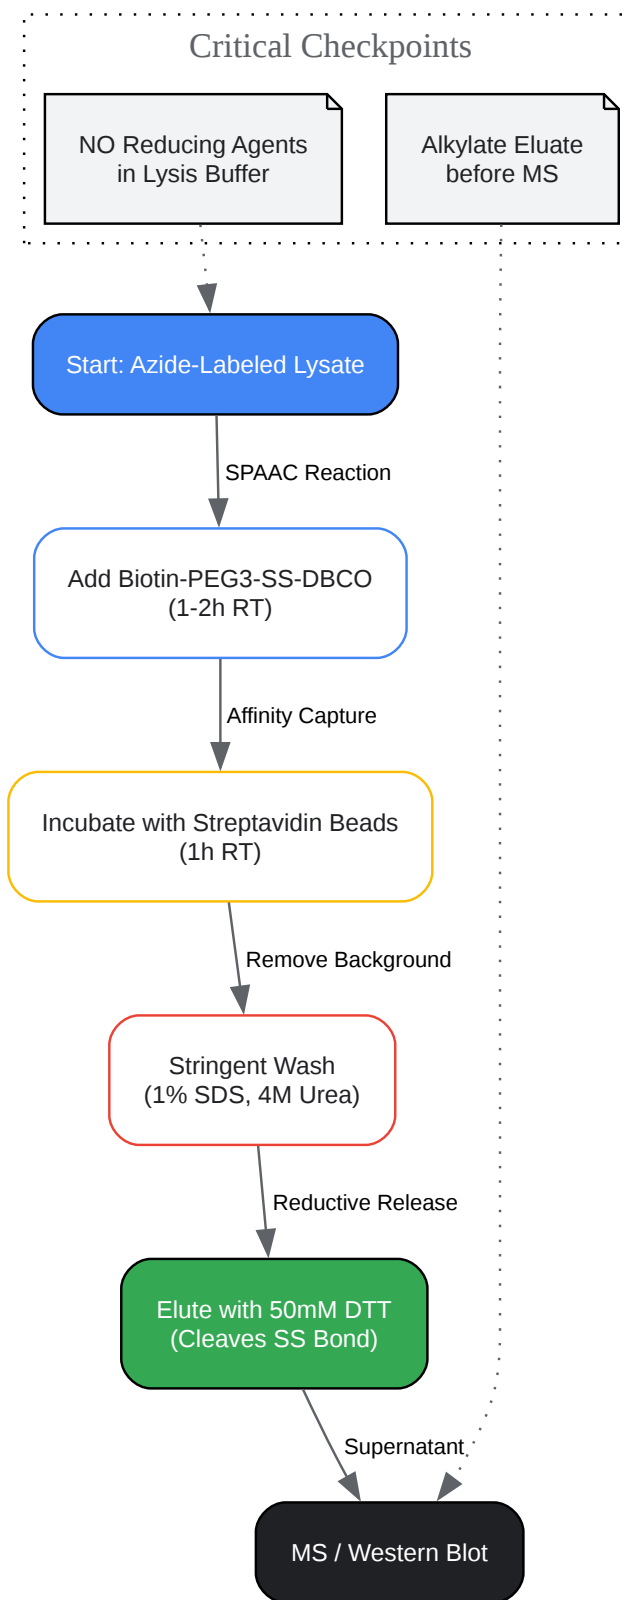 Critical Checkpoints
NO Reducing Agents
in Lysis Buffer
Alkylate Eluate
before MS
Start: Azide-Labeled Lysate
SPAAC Reaction
Add Biotin-PEG3-SS-DBCO
(1-2h RT)
Affinity Capture
Incubate with Streptavidin Beads
(1h RT)
Remove Background
Stringent Wash
(1% SDS, 4M Urea)
Reductive Release
Elute with 50mM DTT
(Cleaves SS Bond)
Supernatant
MS / Western Blot